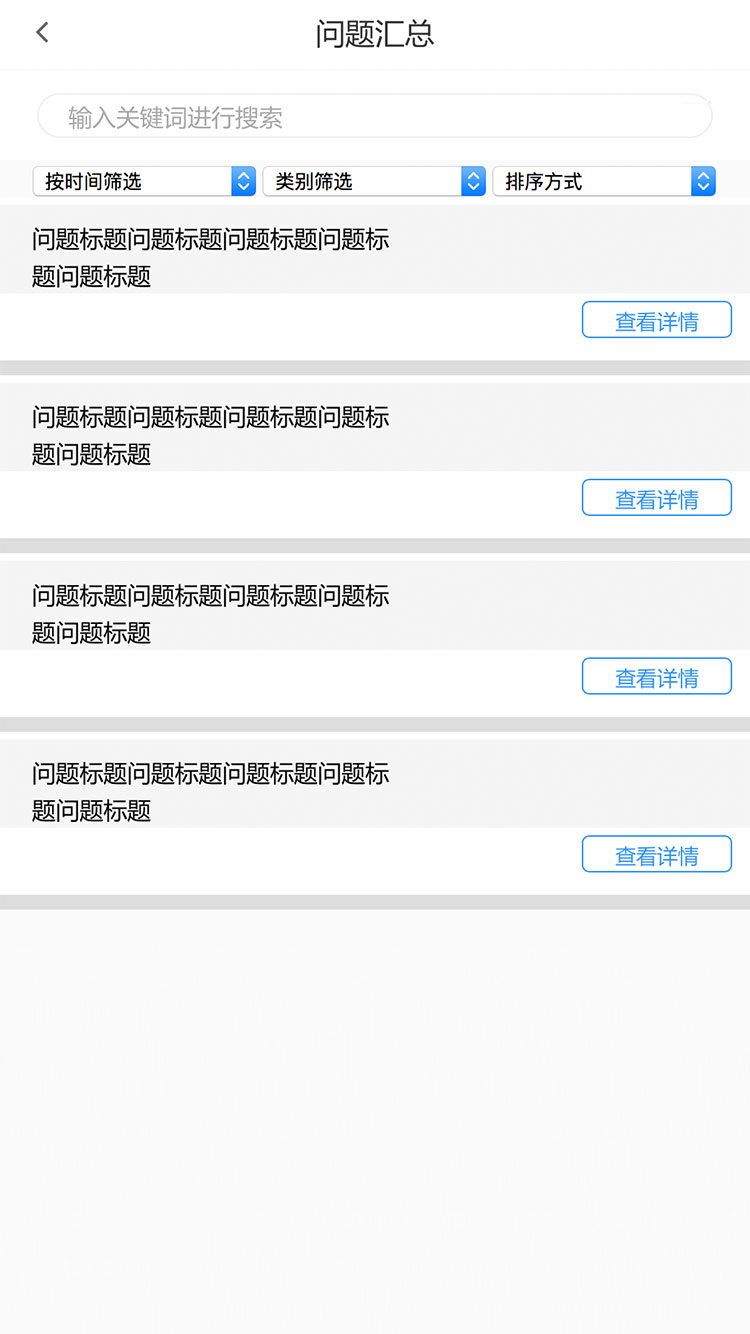 问题汇总
输入关键词进行搜索
按时间筛选 类别筛选 排序方式
问题标题问题标题问题标题问题标
题问题标题
查看详情
问题标题问题标题问题标题问题标
题问题标题
查看详情
问题标题问题标题问题标题问题标
题问题标题
查看详情
问题标题问题标题问题标题问题标
题问题标题
查看详情